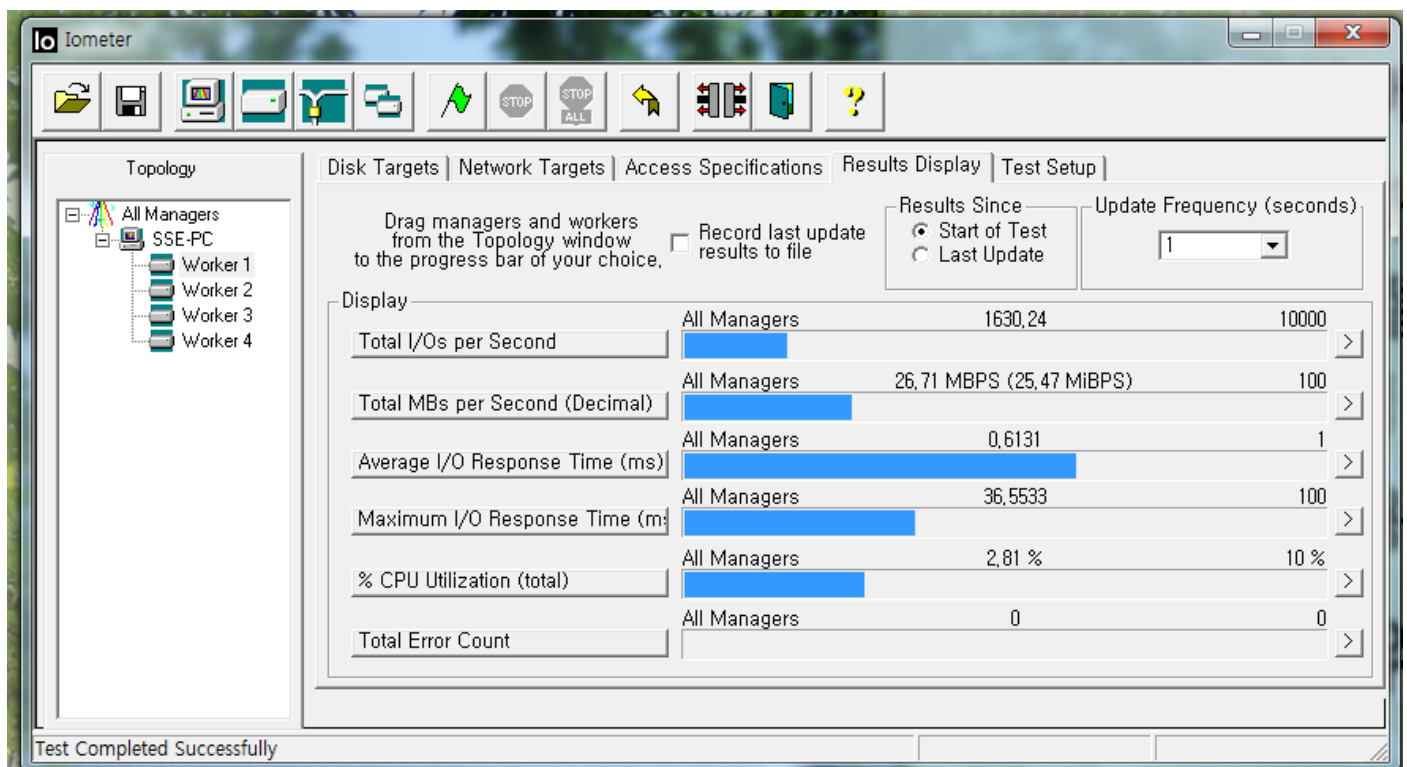 Iometer
STOP
STOP
ALL
?
Topology
All Managers
SSE-PC
Worker 1
Worker 2
Worker 3
Worker 4
Disk Targets
Network Targets
Access Specifications
Results Display
Test Setup
Drag managers and workers
from the Topology window
to the progress bar of your choice.
Record last update
results to file
Results Since
Start of Test
Last Update
Update Frequency (seconds)
1
Display
Total I/Os per Second
All Managers 1630.24 10000
>
Total MBs per Second (Decimal)
All Managers 26.71 MBPS (25.47 MiBPS) 100
>
Average I/O Response Time (ms)
All Managers 0.6131 1
>
Maximum I/O Response Time (ms
All Managers 36.5533 100
>
% CPU Utilization (total)
All Managers 2.81 % 10 %
>
Total Error Count
All Managers 0 0
>
Test Completed Successfully